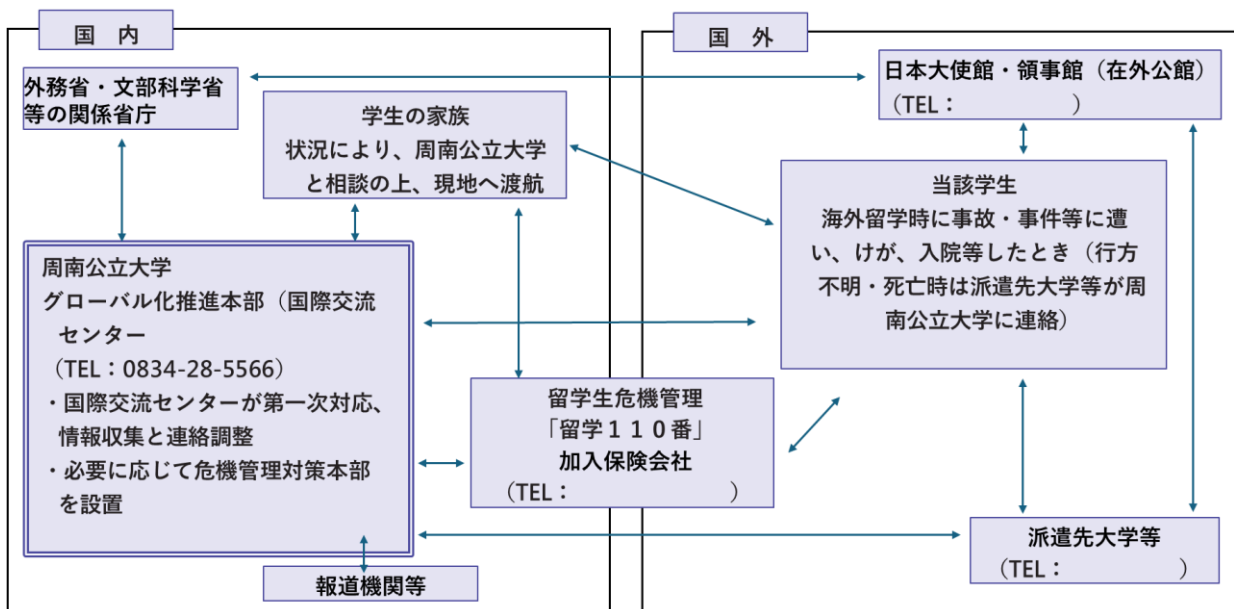 国　内
外務省・文部科学省
等の関係省庁
学生の家族
状況により、周南公立大学
と相談の上、現地へ渡航
周南公立大学
グローバル化推進本部（国際交流
センター
（TEL：0834-28-5566）
・国際交流センターが第一次対応、
情報収集と連絡調整
・必要に応じて危機管理対策本部
を設置
報道機関等
留学生危機管理
「留学１１０番」
加入保険会社
（TEL：　　　　　　　　）
国　外
日本大使館・領事館（在外公館）
（TEL：　　　　　　　　）
当該学生
海外留学時に事故・事件等に遭
い、けが、入院等したとき（行方
不明・死亡時は派遣先大学等が周
南公立大学に連絡）
派遣先大学等
（TEL：　　　　　　）